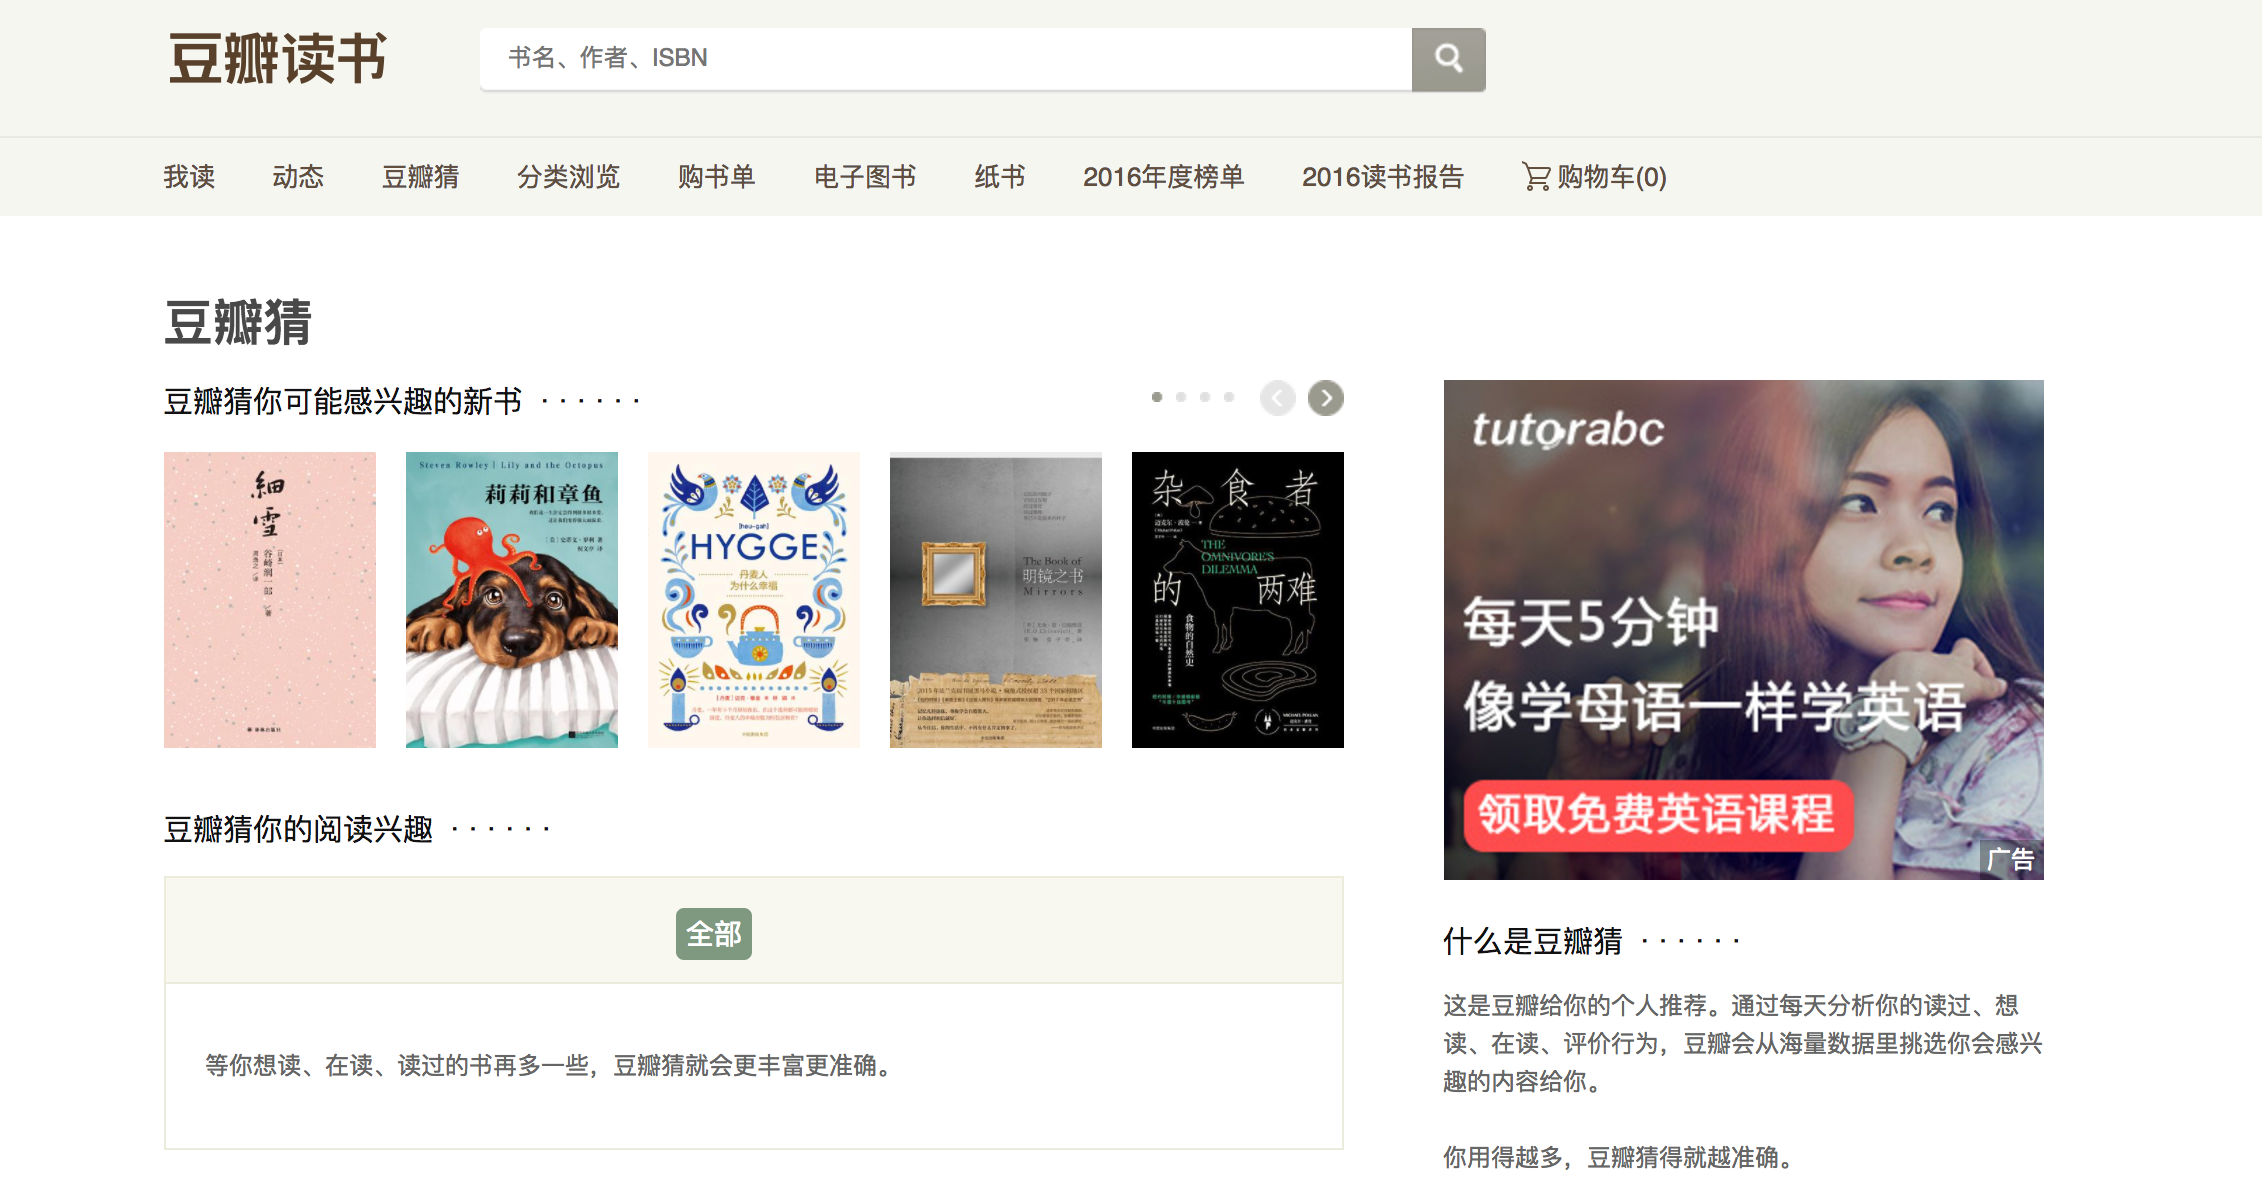 豆瓣读书
书名、作者、ISBN
我读 动态 豆瓣猜 分类浏览 购书单 电子图书 纸书 2016年度榜单 2016读书报告 购物车(0)
豆瓣猜
豆瓣猜你可能感兴趣的新书 · · · · · ·
細雪
[日本]
谷崎潤一郎 著
Steven Rowley | Lily and the Octopus
莉莉和章鱼
[heu-gah]
HYGGE
丹麦人
为什么幸福
The Book of
明镜之书
Mirrors
杂食者
的两难
THE
OMNIVORE'S
DILEMMA
食物的自然史
MICHAEL POLLAN
tutorabc
每天5分钟
像学母语一样学英语
领取免费英语课程
广告
豆瓣猜你的阅读兴趣 · · · · · ·
全部
等你想读、在读、读过的书再多一些，豆瓣猜就会更丰富更准确。
什么是豆瓣猜 · · · · · ·
这是豆瓣给你的个人推荐。通过每天分析你的读过、想
读、在读、评价行为，豆瓣会从海量数据里挑选你会感兴
趣的内容给你。
你用得越多，豆瓣猜得就越准确。